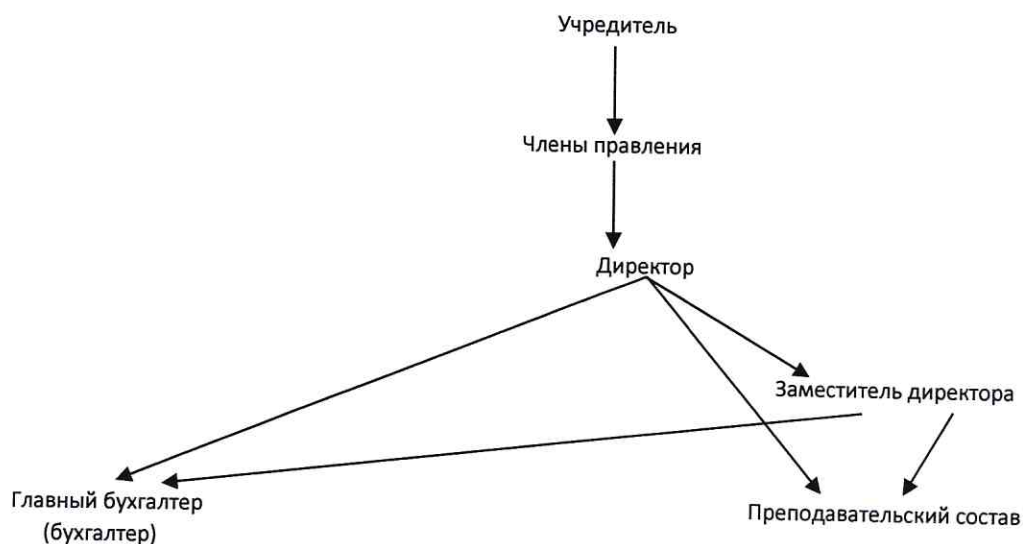 Учредитель
Члены правления
Директор
Заместитель директора
Главный бухгалтер
(бухгалтер)
Преподавательский состав